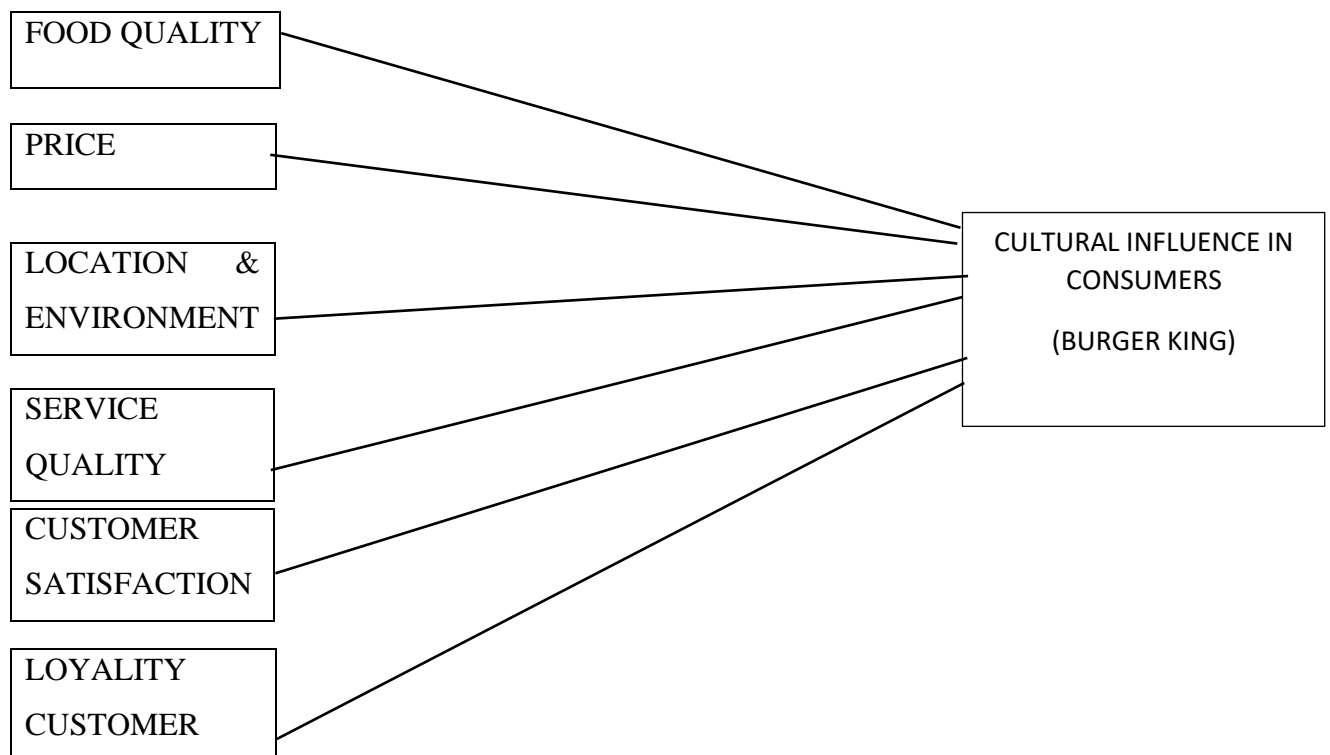 FOOD QUALITY
PRICE
LOCATION &
ENVIRONMENT
SERVICE
QUALITY
CUSTOMER
SATISFACTION
LOYALITY
CUSTOMER
CULTURAL INFLUENCE IN
CONSUMERS
(BURGER KING)